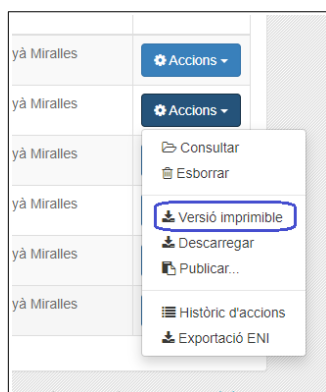 yà Miralles
Accions
yà Miralles
Accions
yà Miralles
Consultar
Esborrar
yà Miralles
Versió imprimible
Descarregar
yà Miralles
Publicar...
yà Miralles
Històric d'accions
Exportació ENI